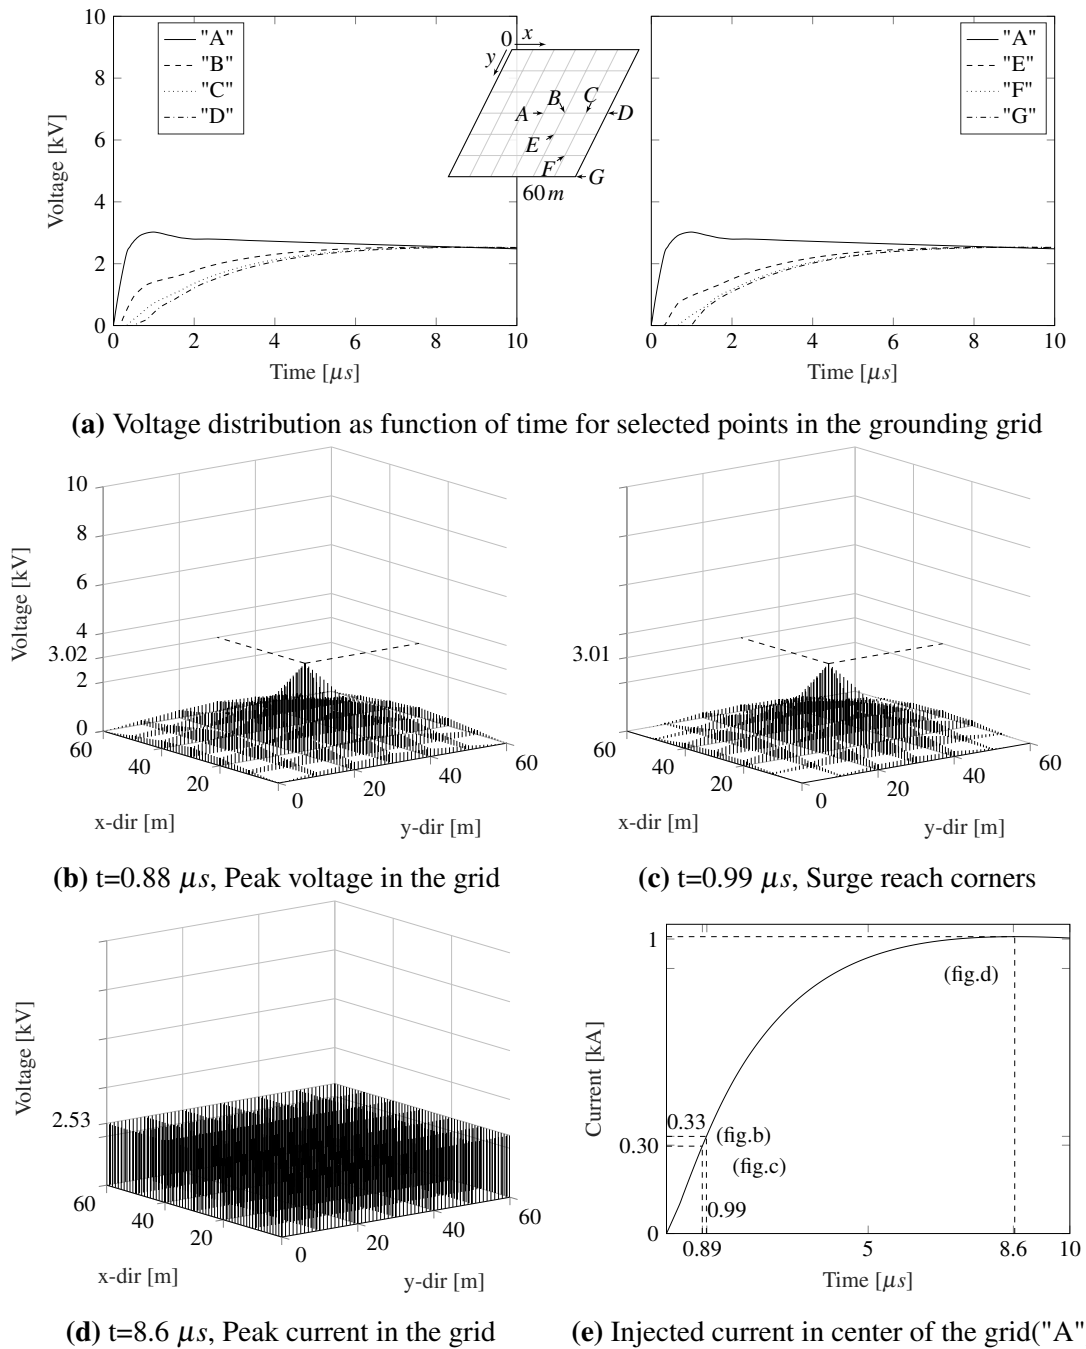 10
8
6
4
2
0
Voltage [kV]
"A"
"B"
"C"
"D"
0 2 4 6 8 10
Time [μs]
0 x
y
A B C D
E
F
G
60m
"A"
"E"
"F"
"G"
0 2 4 6 8 10
Time [μs]
(a) Voltage distribution as function of time for selected points in the grounding grid
10
8
6
4
3.02
2
0
Voltage [kV]
60
40
20
0
20
40
60
x-dir [m]
y-dir [m]
(b) t=0.88 μs, Peak voltage in the grid
3.01
60
40
20
0
20
40
60
x-dir [m]
y-dir [m]
(c) t=0.99 μs, Surge reach corners
Voltage [kV]
2.53
60
40
20
0
20
40
60
x-dir [m]
y-dir [m]
(d) t=8.6 μs, Peak current in the grid
1
Current [kA]
(fig.d)
0.33
(fig.b)
0.30
(fig.c)
0.99
0
0.89 5 8.6 10
Time [μs]
(e) Injected current in center of the grid("A"